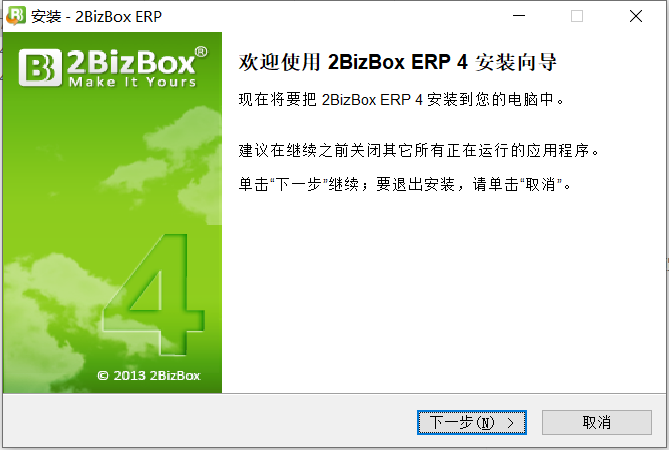 安装 - 2BizBox ERP
2BizBox®
Make It Yours
欢迎使用 2BizBox ERP 4 安装向导
现在将要把 2BizBox ERP 4 安装到您的电脑中。
建议在继续之前关闭其它所有正在运行的应用程序。
单击“下一步”继续；要退出安装，请单击“取消”。
4
© 2013 2BizBox
下一步(N) >
取消